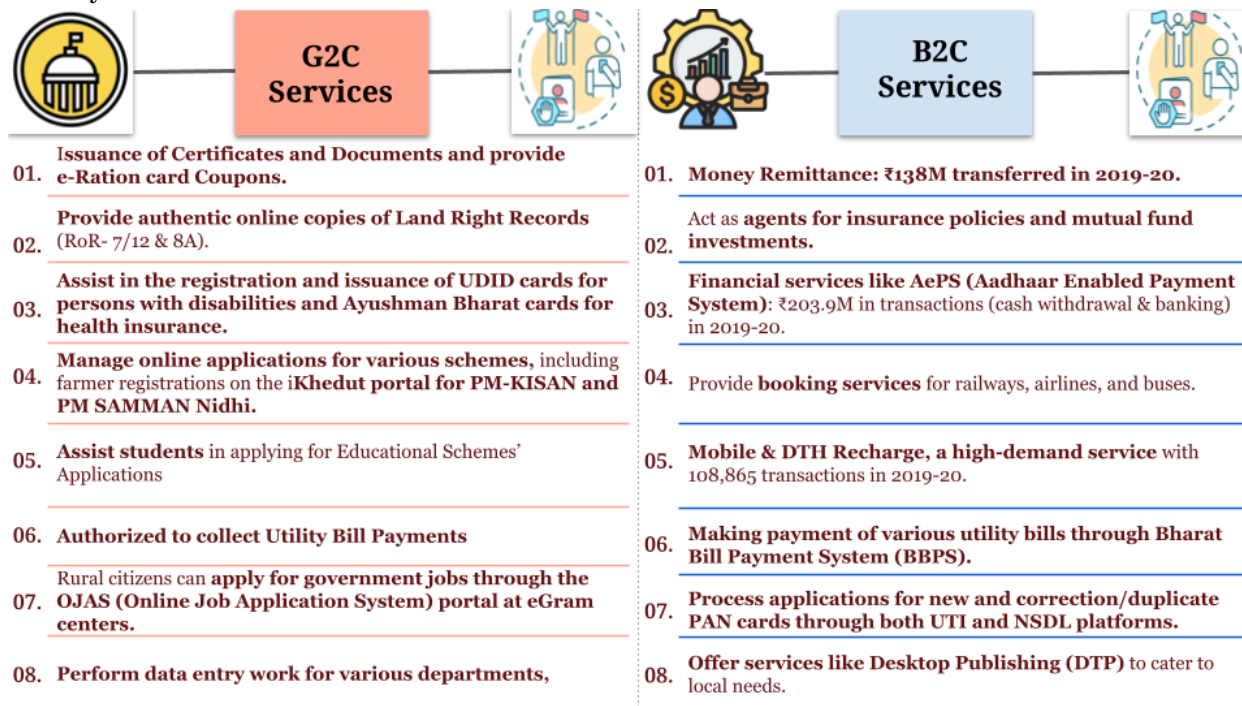 G2C
Services
Issuance of Certificates and Documents and provide
01. e-Ration card Coupons.
Provide authentic online copies of Land Right Records
02. (RoR- 7/12 & 8A).
Assist in the registration and issuance of UDID cards for
03. persons with disabilities and Ayushman Bharat cards for
health insurance.
Manage online applications for various schemes, including
04. farmer registrations on the iKhedut portal for PM-KISAN and
PM SAMMAN Nidhi.
05. Assist students in applying for Educational Schemes’
Applications
06. Authorized to collect Utility Bill Payments
Rural citizens can apply for government jobs through the
07. OJAS (Online Job Application System) portal at eGram
centers.
08. Perform data entry work for various departments,
B2C
Services
01. Money Remittance: ₹138M transferred in 2019-20.
Act as agents for insurance policies and mutual fund
02. investments.
Financial services like AePS (Aadhaar Enabled Payment
03. System): ₹203.9M in transactions (cash withdrawal & banking)
in 2019-20.
04. Provide booking services for railways, airlines, and buses.
05. Mobile & DTH Recharge, a high-demand service with
108,865 transactions in 2019-20.
06. Making payment of various utility bills through Bharat
Bill Payment System (BBPS).
07. Process applications for new and correction/duplicate
PAN cards through both UTI and NSDL platforms.
08. Offer services like Desktop Publishing (DTP) to cater to
local needs.